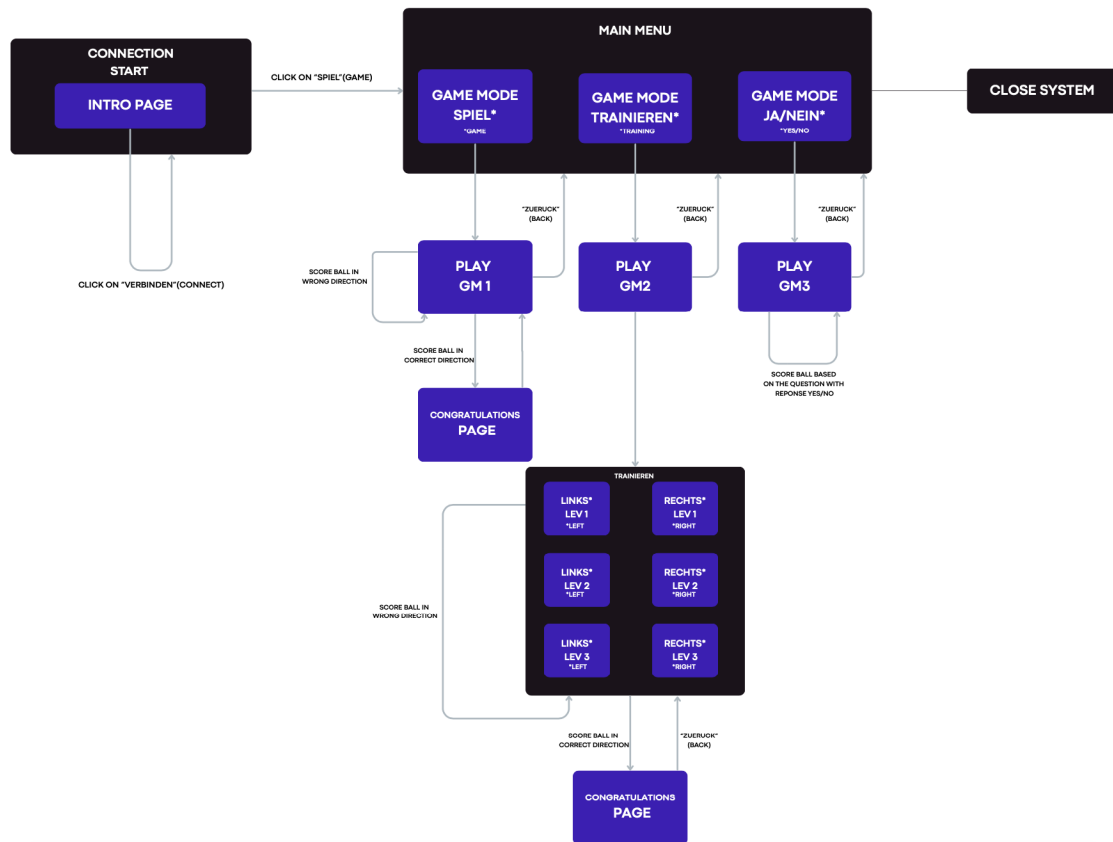 CONNECTION
START
INTRO PAGE
CLICK ON "VERBINDEN"(CONNECT)
CLICK ON "SPIEL"(GAME)
MAIN MENU
GAME MODE
SPIEL*
*GAME
GAME MODE
TRAINIEREN*
*TRAINING
GAME MODE
JA/NEIN*
*YES/NO
CLOSE SYSTEM
"ZUERUCK"
(BACK)
"ZUERUCK"
(BACK)
"ZUERUCK"
(BACK)
SCORE BALL IN
WRONG DIRECTION
PLAY
GM 1
PLAY
GM2
PLAY
GM3
SCORE BALL IN
CORRECT DIRECTION
SCORE BALL BASED
ON THE QUESTION WITH
REPONSE YES/NO
CONGRATULATIONS
PAGE
TRAINIEREN
LINKS*
LEV 1
*LEFT
RECHTS*
LEV 1
*RIGHT
LINKS*
LEV 2
*LEFT
RECHTS*
LEV 2
*RIGHT
LINKS*
LEV 3
*LEFT
RECHTS*
LEV 3
*RIGHT
SCORE BALL IN
WRONG DIRECTION
SCORE BALL IN
CORRECT DIRECTION
"ZUERUCK"
(BACK)
CONGRATULATIONS
PAGE